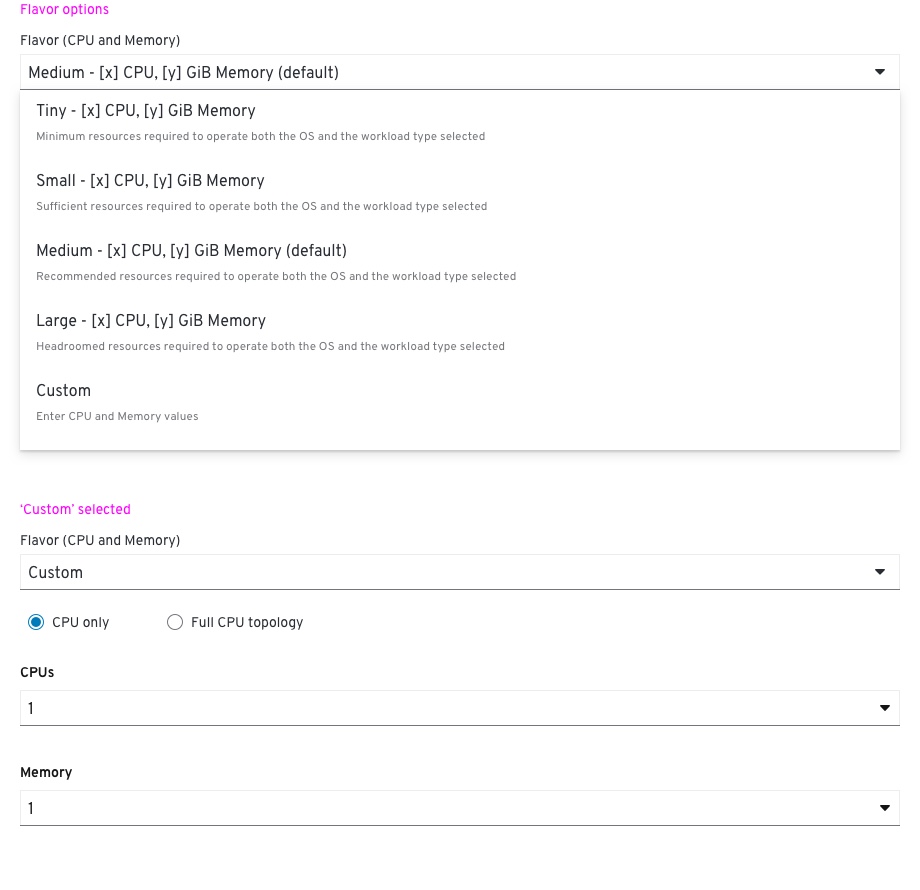 Flavor options
Flavor (CPU and Memory)
Medium - [x] CPU, [y] GiB Memory (default)
Tiny - [x] CPU, [y] GiB Memory
Minimum resources required to operate both the OS and the workload type selected
Small - [x] CPU, [y] GiB Memory
Sufficient resources required to operate both the OS and the workload type selected
Medium - [x] CPU, [y] GiB Memory (default)
Recommended resources required to operate both the OS and the workload type selected
Large - [x] CPU, [y] GiB Memory
Headroomed resources required to operate both the OS and the workload type selected
Custom
Enter CPU and Memory values
‘Custom’ selected
Flavor (CPU and Memory)
Custom
CPU only Full CPU topology
CPUs
1
Memory
1